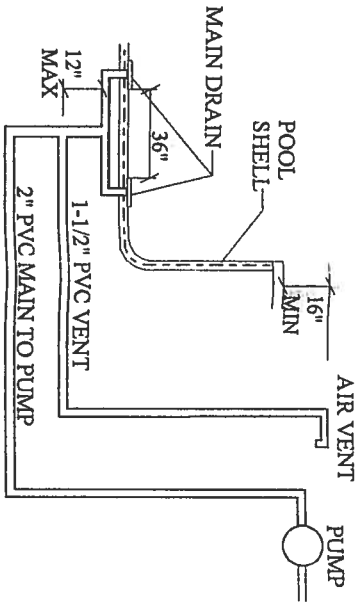 MAIN DRAIN
POOL
SHELL
16"
MIN
AIR VENT
PUMP
36"
12"
MAX
1-1/2" PVC VENT
2" PVC MAIN TO PUMP